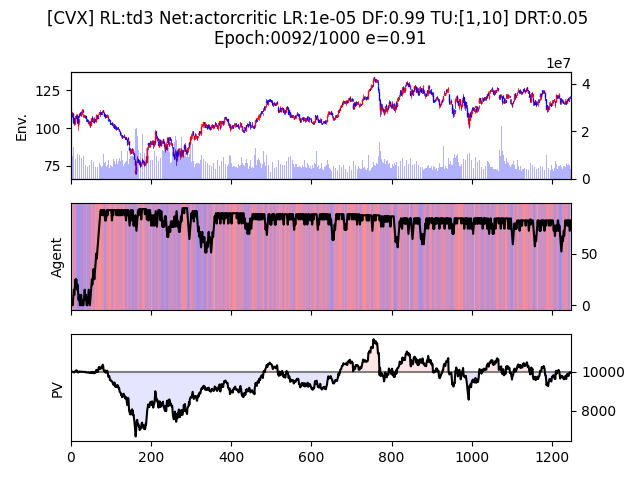 [CVX] RL:td3 Net:actorcritic LR:1e-05 DF:0.99 TU:[1,10] DRT:0.05
Epoch:0092/1000 e=0.91
1e7
125
100
75
Env.
4
2
0
Agent
50
0
PV
10000
8000
0
200
400
600
800
1000
1200